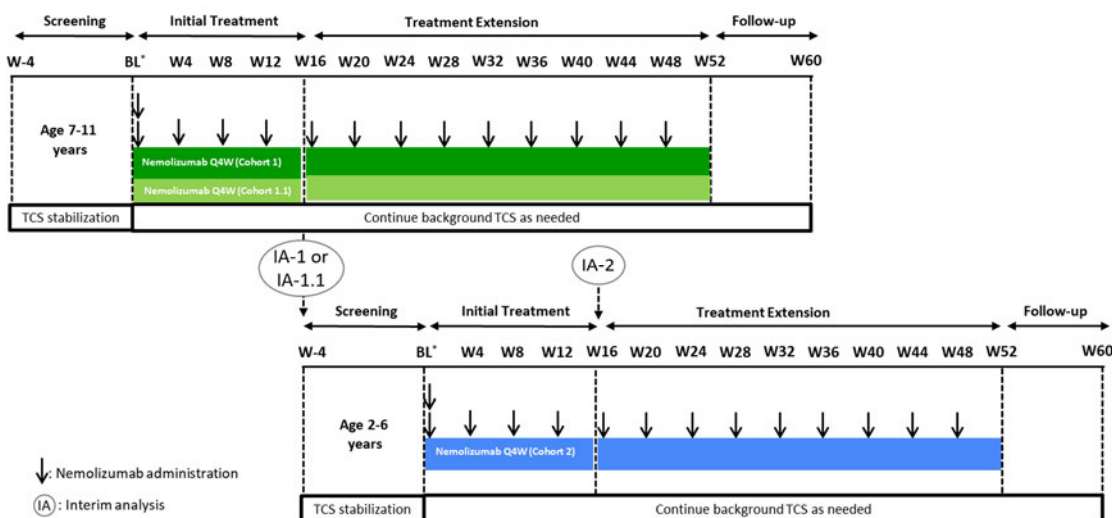 Screening Initial Treatment Treatment Extension Follow-up
W-4 BL* W4 W8 W12 W16 W20 W24 W28 W32 W36 W40 W44 W48 W52 W60
Age 7-11
years
Nemolizumab Q4W (Cohort 1)
Nemolizumab Q4W (Cohort 1.1)
TCS stabilization Continue background TCS as needed
IA-1 or
IA-1.1
IA-2
Screening Initial Treatment Treatment Extension Follow-up
W-4 BL* W4 W8 W12 W16 W20 W24 W28 W32 W36 W40 W44 W48 W52 W60
Age 2-6
years
Nemolizumab Q4W (Cohort 2)
: Nemolizumab administration
IA : Interim analysis
TCS stabilization Continue background TCS as needed